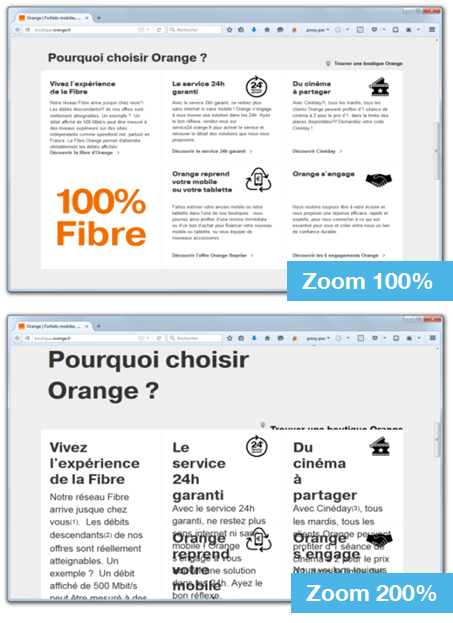 Orange | Forfaits mobiles, ...
boutique.orange.fr
Rechercher
proxy.pac
Pourquoi choisir Orange ?
Trouver une boutique Orange
Vivez l'expérience
de la Fibre
Notre réseau Fibre arrive jusque chez vous(1).
Les débits descendants(2) de nos offres sont
réellement atteignables. Un exemple ? Un
débit affiché de 500 Mbit/s peut être mesuré à
des niveaux supérieurs sur des sites
indépendants comme speedtest.net, partout en
France. La Fibre Orange permet d'atteindre
véritablement les débits affichés.
Découvrir la fibre d'Orange
100%
Fibre
Le service 24h
garanti
24
Avec le service 24h garanti, ne restez plus
sans internet ni sans mobile ! Orange s'engage
à vous trouver une solution dans les 24h. Ayez
le bon réflexe, rendez-vous sur
service24.orange.fr pour activer le service et
retrouver le détail des solutions que nous vous
proposons.
Découvrir le service 24h garanti
Du cinéma
à partager
Avec Cinéday(3), tous les mardis, tous les
clients Orange peuvent profiter d'1 séance de
cinéma à 2 pour le prix d'1, dans la limite des
places disponibles(3) Demandez votre code
Cinéday !
Découvrir Cinéday
Orange reprend
votre mobile
ou votre tablette
Faites estimer votre ancien mobile ou votre
tablette dans l'une de nos boutiques : vous
pourrez ainsi profiter d'une remise immédiate
ou d'un bon d'achat pour financer votre nouveau
mobile ou tablette, ou vous équiper de
nouveaux accessoires.
Découvrir l'offre Orange Reprise
Orange s'engage
Nous voulons toujours être à votre écoute et
nous vous proposer une réponse efficace, rapide et
experte, pour vous connecter à ce qui est
essentiel pour vous et créer entre nous un lien
de confiance durable.
Découvrir les 6 engagements Orange
Zoom 100%
Orange | Forfaits mobiles, ...
boutique.orange.fr
Rechercher
proxy.pac
Pourquoi choisir
Orange ?
Trouver une boutique Orange
Vivez
l'expérience
de la Fibre
Notre réseau Fibre
arrive jusque chez
vous(1). Les débits
descendants(2) de nos
offres sont réellement
atteignables. Un
exemple ? Un débit
affiché de 500 Mbit/s
peut être mesuré à des
Le
service
24h
garanti
24
Avec le service 24h
garanti, ne restez plus
sans internet ni sans
mobile ! Orange
s'engage à vous
trouver une solution
dans les 24h. Ayez le
bon réflexe,
Orange
reprend
votre
mobile
Du
cinéma
à
partager
Avec Cinéday(3), tous
les mardis, tous les
clients Orange peuvent
profiter d'1 séance de
cinéma à 2 pour le prix
Orange
s'engage
Nous voulons toujours
Zoom 200%